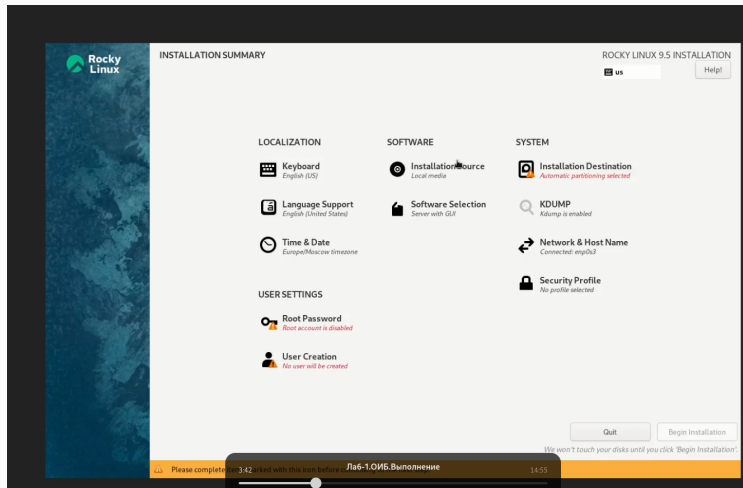 Rocky
Linux
INSTALLATION SUMMARY
ROCKY LINUX 9.5 INSTALLATION
us
Help!
LOCALIZATION
Keyboard
English (US)
Language Support
English (United States)
Time & Date
Europe/Moscow timezone
SOFTWARE
Installation Source
Local media
Software Selection
Server with GUI
SYSTEM
Installation Destination
Automatic partitioning selected
KDUMP
Kdump is enabled
Network & Host Name
Connected: enp0s3
Security Profile
No profile selected
USER SETTINGS
Root Password
Root account is disabled
User Creation
No user will be created
Quit
Begin Installation
We won't touch your disks until you click 'Begin Installation'.
Please complete items marked with this icon before
3:42
Лаб-1.ОИБ.Выполнение
14:55